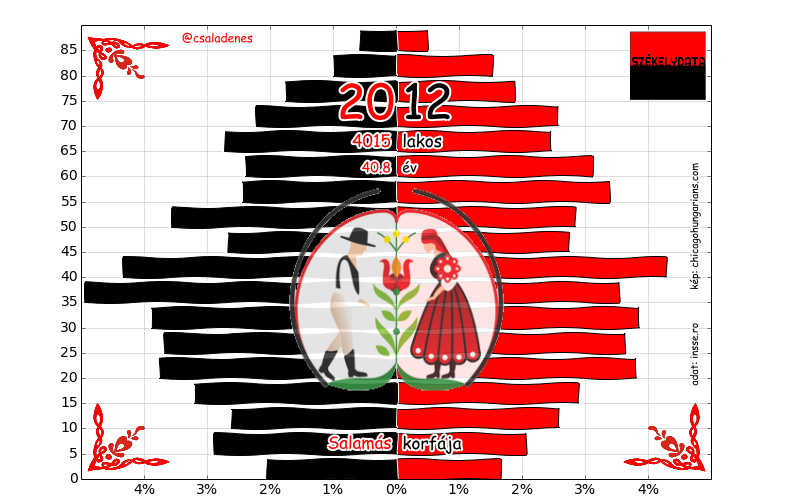 @csaladenes
SZÉKELYDATA
2012
4015 lakos
40.8 év
kép: chicagohungarians.com
adat: insse.ro
Salamás korfája
85
80
75
70
65
60
55
50
45
40
35
30
25
20
15
10
5
0
4% 3% 2% 1% 0% 1% 2% 3% 4%